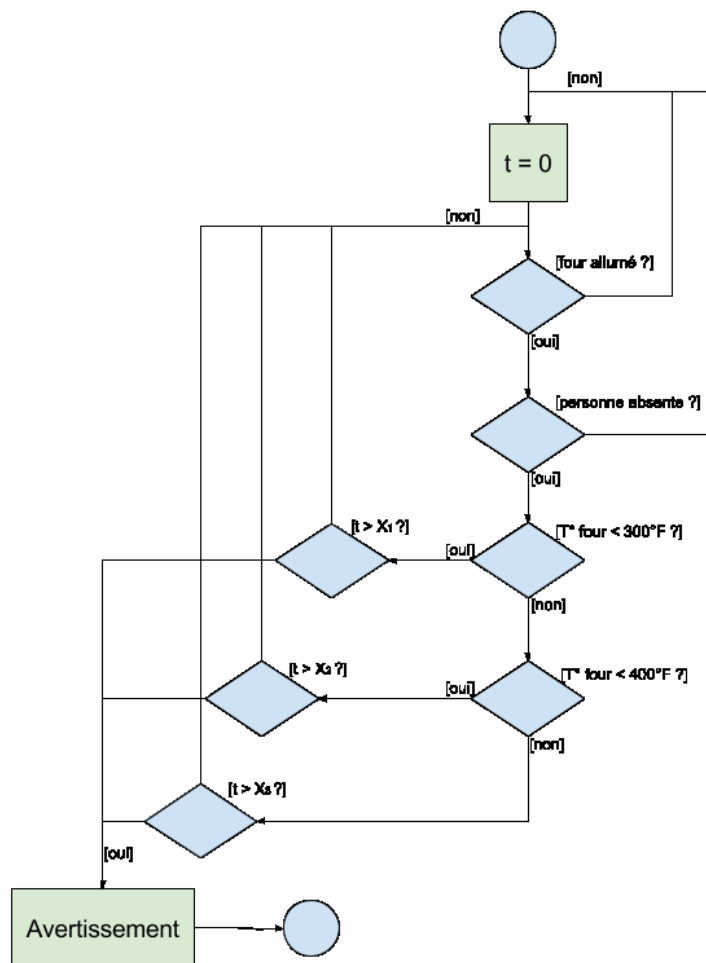 [non]
t = 0
[non]
[four allumé ?]
[oui]
[personne absente ?]
[oui]
[t > X₁ ?]
[T° four < 300°F ?]
[oui]
[non]
[t > X₂ ?]
[T° four < 400°F ?]
[oui]
[non]
[t > X₃ ?]
[oui]
Avertissement